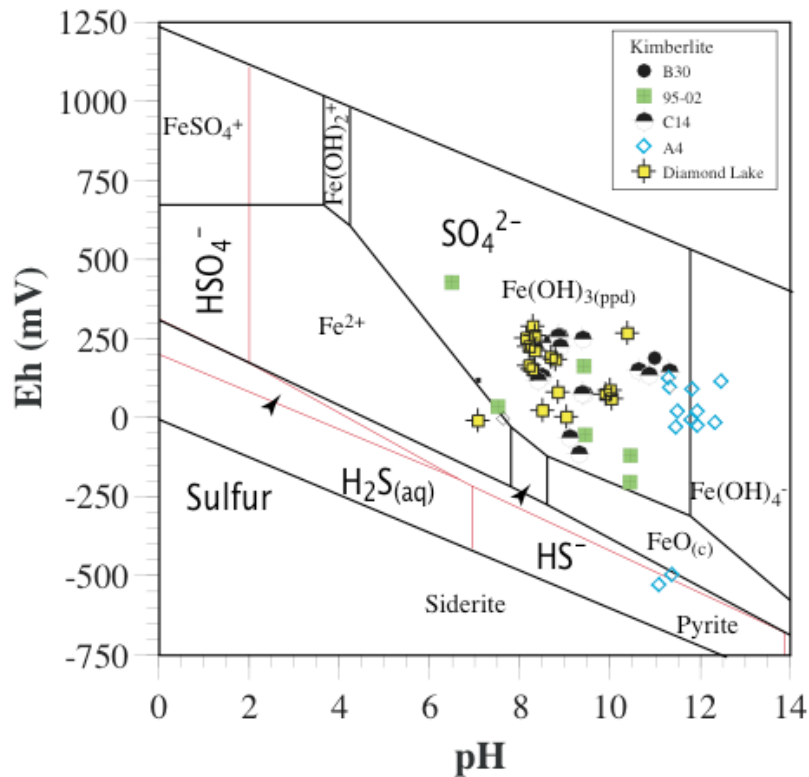 1250
1000
750
500
250
0
-250
-500
-750
Eh (mV)
0
2
4
6
8
10
12
14
pH
Kimberlite
B30
95-02
C14
A4
Diamond Lake
FeSO₄⁺
Fe(OH)₂⁺
SO₄²⁻
HSO₄⁻
Fe²⁺
Fe(OH)₃(ppd)
Fe(OH)₄⁻
Sulfur
H₂S(aq)
HS⁻
FeO(c)
Siderite
Pyrite